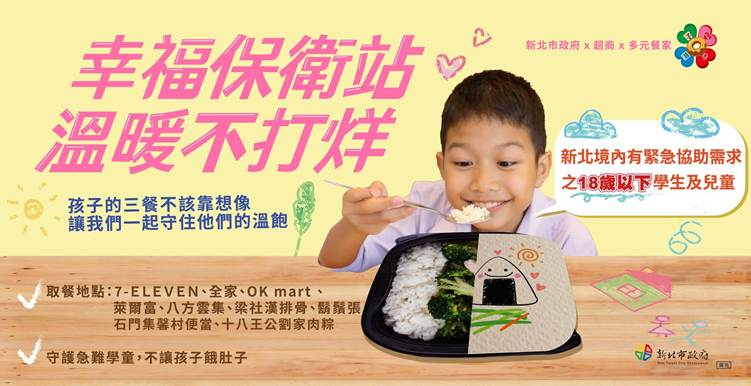 幸福保衛站
溫暖不打烊
新北市政府 x 超商 x 多元餐家
新北境內有緊急協助需求
之18歲以下學生及兒童
孩子的三餐不該靠想像
讓我們一起守住他們的溫飽
取餐地點：7-ELEVEN、全家、OK mart、
萊爾富、八方雲集、梁社漢排骨、鬍鬚張
石門集馨村便當、十八王公劉家肉粽
守護急難學童，不讓孩子餓肚子
新北市政府
New Taipei City Government
廣告